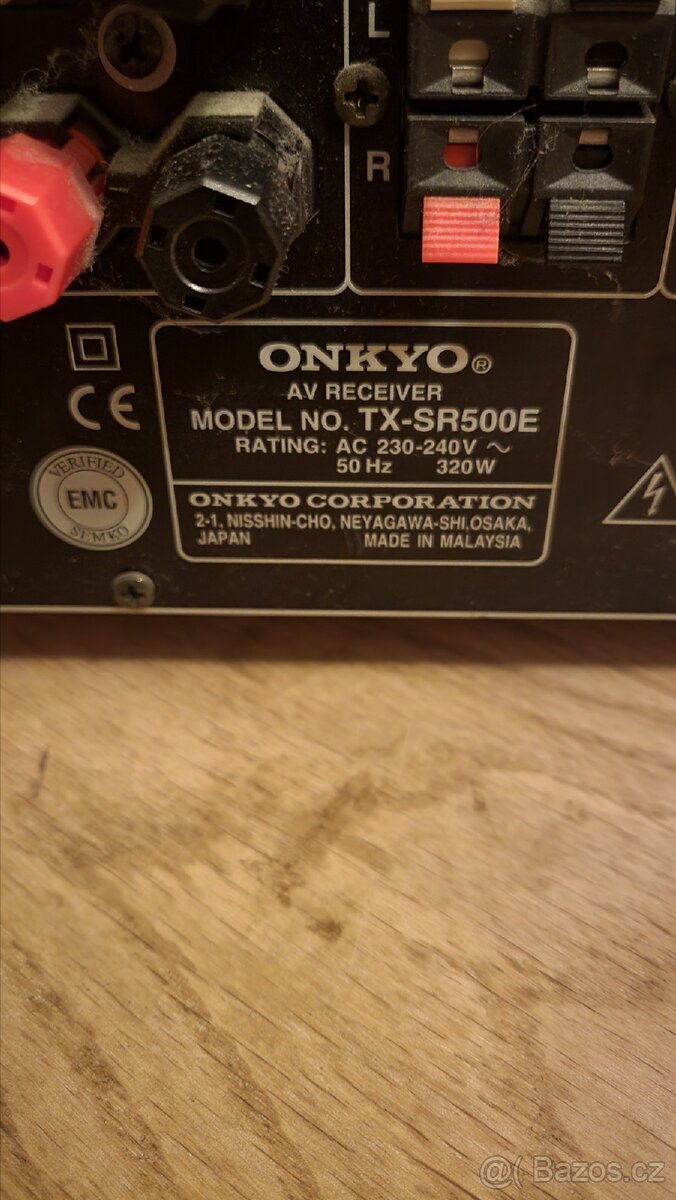 L
R
ONKYO®
AV RECEIVER
MODEL NO. TX-SR500E
RATING: AC 230-240V ~
50 Hz 320W
ONKYO CORPORATION
2-1, NISSHIN-CHO, NEYAGAWA-SHI,OSAKA,
JAPAN MADE IN MALAYSIA
CE
VERIFIED
EMC
SEMKO
@( Bazos.cz